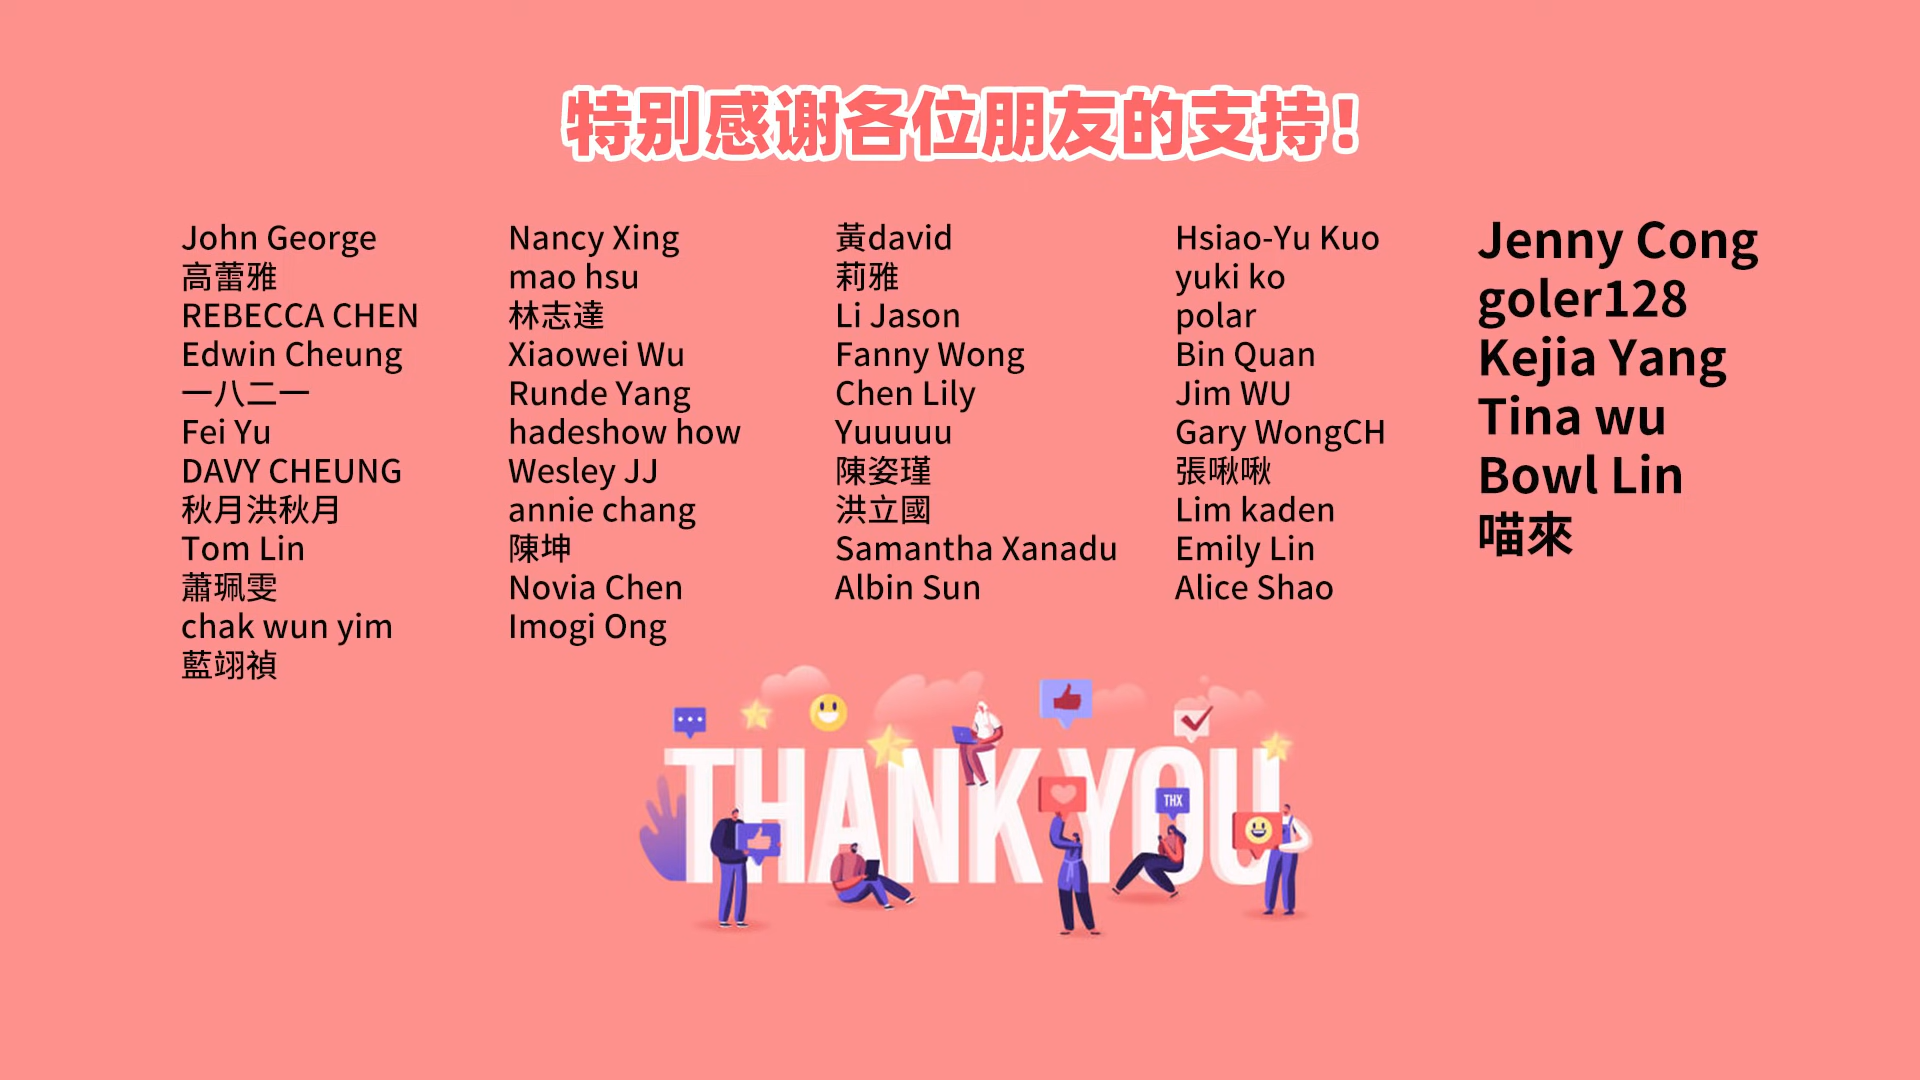 特别感谢各位朋友的支持！
John George
高蕾雅
REBECCA CHEN
Edwin Cheung
一八二一
Fei Yu
DAVY CHEUNG
秋月洪秋月
Tom Lin
蕭珮雯
chak wun yim
藍翊禎
Nancy Xing
mao hsu
林志達
Xiaowei Wu
Runde Yang
hadeshow how
Wesley JJ
annie chang
陳坤
Novia Chen
Imogi Ong
黃david
莉雅
Li Jason
Fanny Wong
Chen Lily
Yuuuuu
陳姿瑾
洪立國
Samantha Xanadu
Albin Sun
Hsiao-Yu Kuo
yuki ko
polar
Bin Quan
Jim WU
Gary WongCH
張啾啾
Lim kaden
Emily Lin
Alice Shao
Jenny Cong
goler128
Kejia Yang
Tina wu
Bowl Lin
喵來
THANK YOU
THX